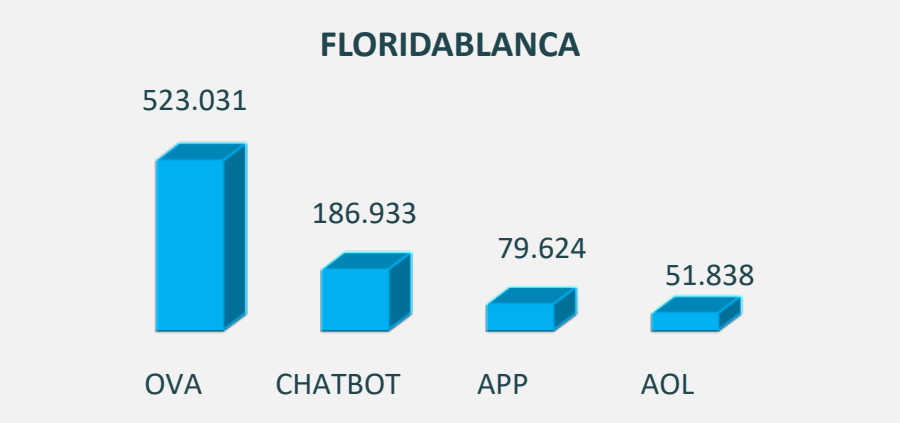 FLORIDABLANCA
523.031
186.933
79.624
51.838
OVA CHATBOT APP AOL